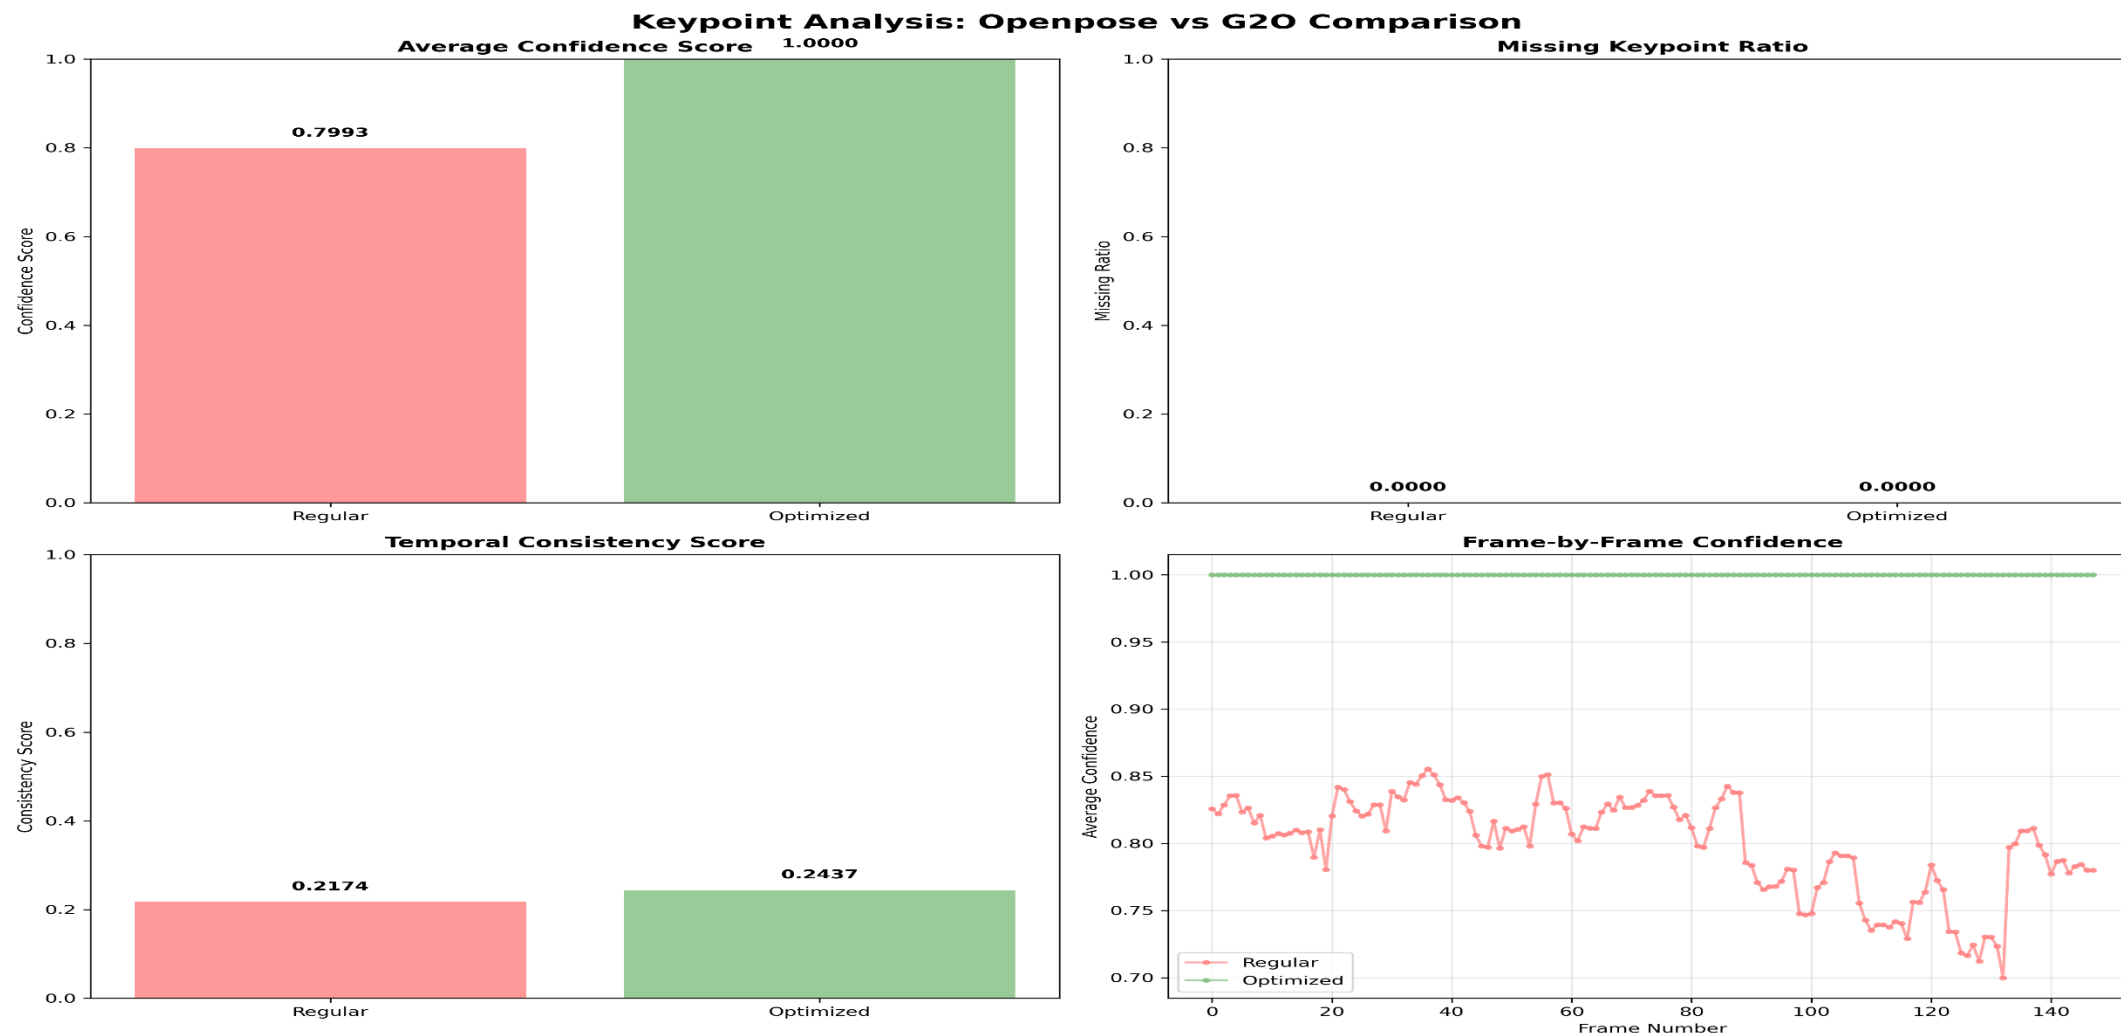 Keypoint Analysis: Openpose vs G2O Comparison
Average Confidence Score
1.0000
1.0
0.8
0.6
0.4
0.2
0.0
Confidence Score
0.7993
Regular
Optimized
Missing Keypoint Ratio
1.0
0.8
0.6
0.4
0.2
0.0
Missing Ratio
0.0000
0.0000
Regular
Optimized
Temporal Consistency Score
1.0
0.8
0.6
0.4
0.2
0.0
Consistency Score
0.2174
0.2437
Regular
Optimized
Frame-by-Frame Confidence
1.00
0.95
0.90
0.85
0.80
0.75
0.70
Average Confidence
Regular
Optimized
0 20 40 60 80 100 120 140
Frame Number